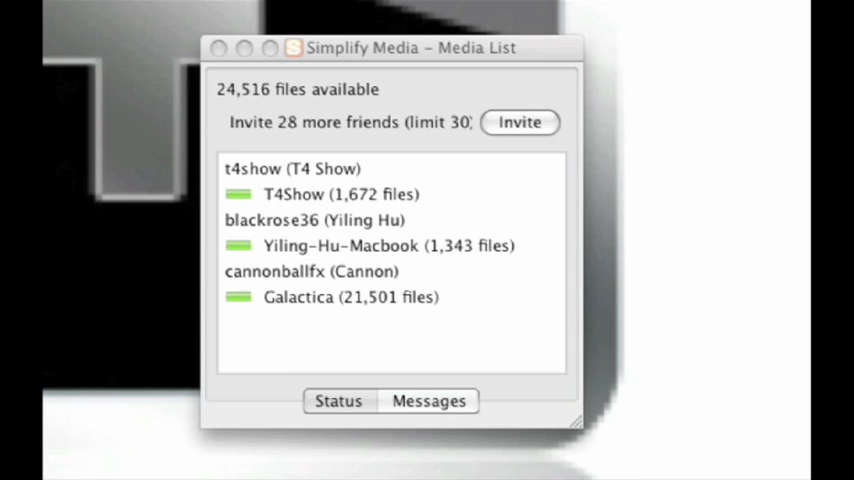 Simplify Media - Media List
24,516 files available
Invite 28 more friends (limit 30)
Invite
t4show (T4 Show)
T4Show (1,672 files)
blackrose36 (Yiling Hu)
Yiling-Hu-Macbook (1,343 files)
cannonballfx (Cannon)
Galactica (21,501 files)
Status
Messages